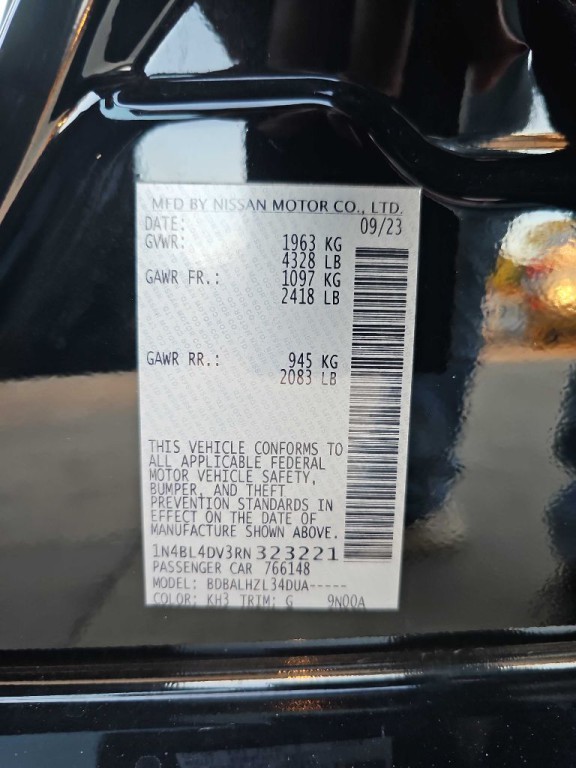 MFD BY NISSAN MOTOR CO., LTD.
DATE: 09/23
GVWR: 1963 KG
4328 LB
GAWR FR.: 1097 KG
2418 LB
GAWR RR.: 945 KG
2083 LB
THIS VEHICLE CONFORMS TO
ALL APPLICABLE FEDERAL
MOTOR VEHICLE SAFETY,
BUMPER, AND THEFT
PREVENTION STANDARDS IN
EFFECT ON THE DATE OF
MANUFACTURE SHOWN ABOVE.
1N4BL4DV3RN 323221
PASSENGER CAR 766148
MODEL: BDBALHZL34DUA-----
COLOR: KH3 TRIM: G 9N00A